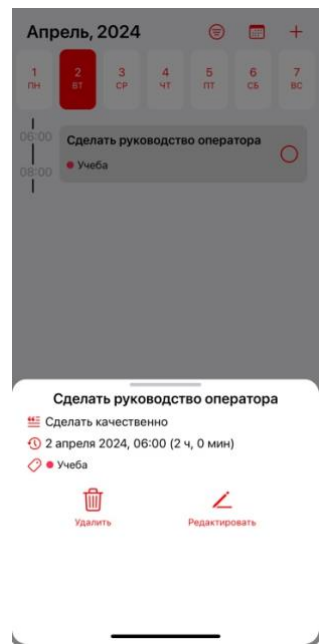 Апрель, 2024
1 2 3 4 5 6 7
ПН ВТ СР ЧТ ПТ СБ ВС
06:00
Сделать руководство оператора
Учеба
08:00
Сделать руководство оператора
Сделать качественно
2 апреля 2024, 06:00 (2 ч, 0 мин)
Учеба
Удалить Редактировать